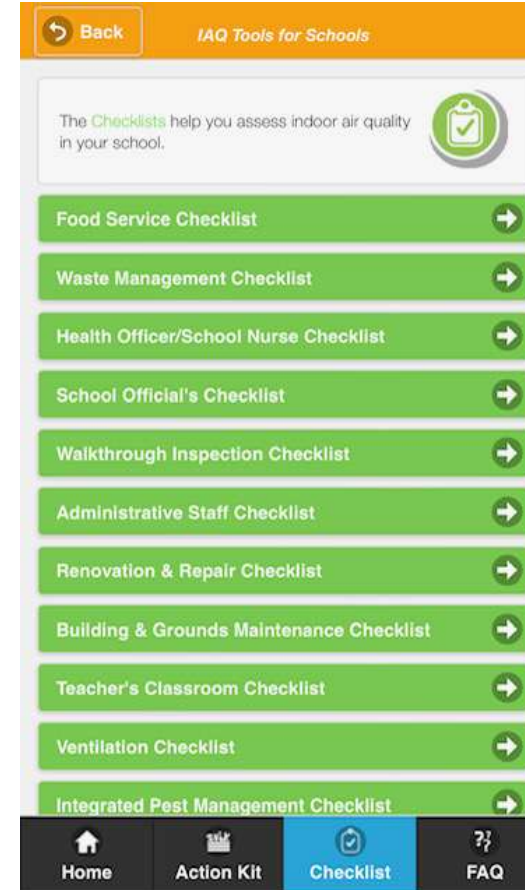 Back
IAQ Tools for Schools
The Checklists help you assess indoor air quality
in your school.
Food Service Checklist
Waste Management Checklist
Health Officer/School Nurse Checklist
School Official's Checklist
Walkthrough Inspection Checklist
Administrative Staff Checklist
Renovation & Repair Checklist
Building & Grounds Maintenance Checklist
Teacher's Classroom Checklist
Ventilation Checklist
Integrated Pest Management Checklist
Home
Action Kit
Checklist
FAQ